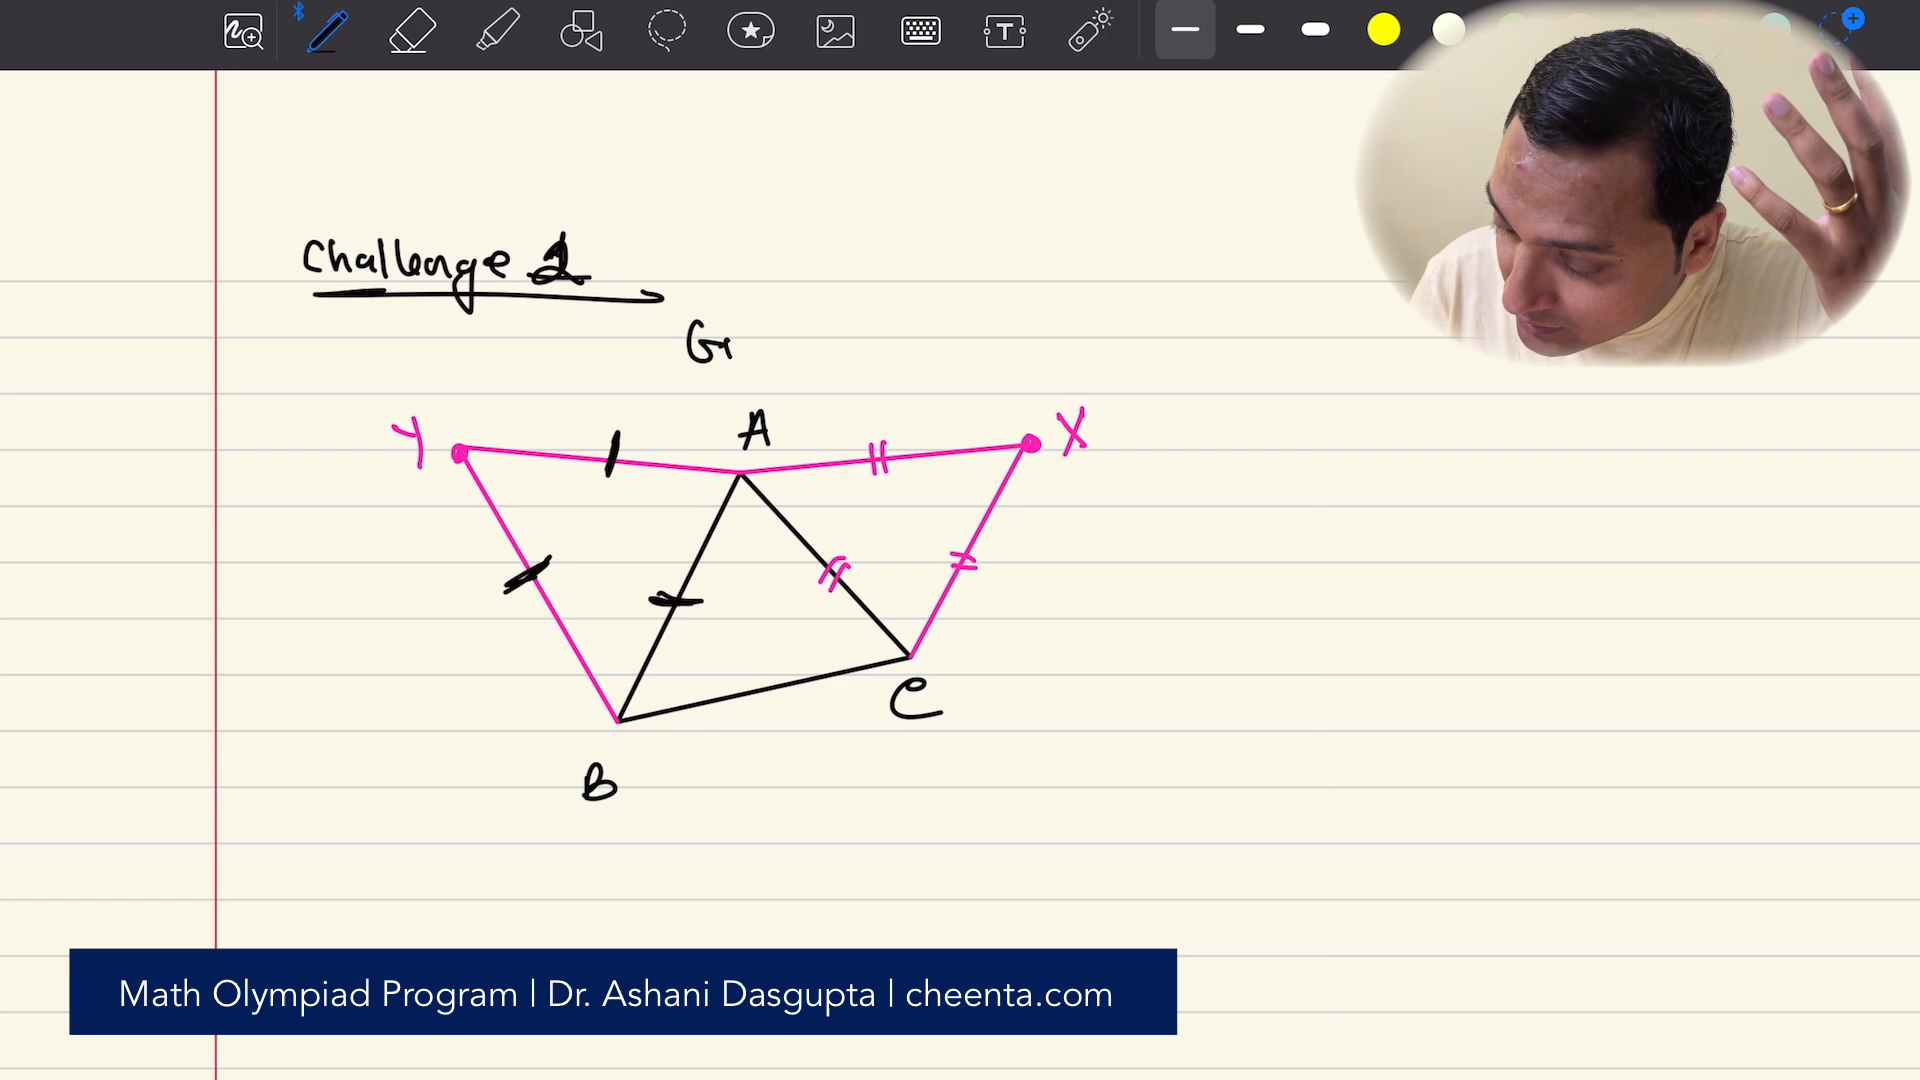 Challenge 2
G
Y
A
X
C
B
T
Math Olympiad Program | Dr. Ashani Dasgupta | cheenta.com